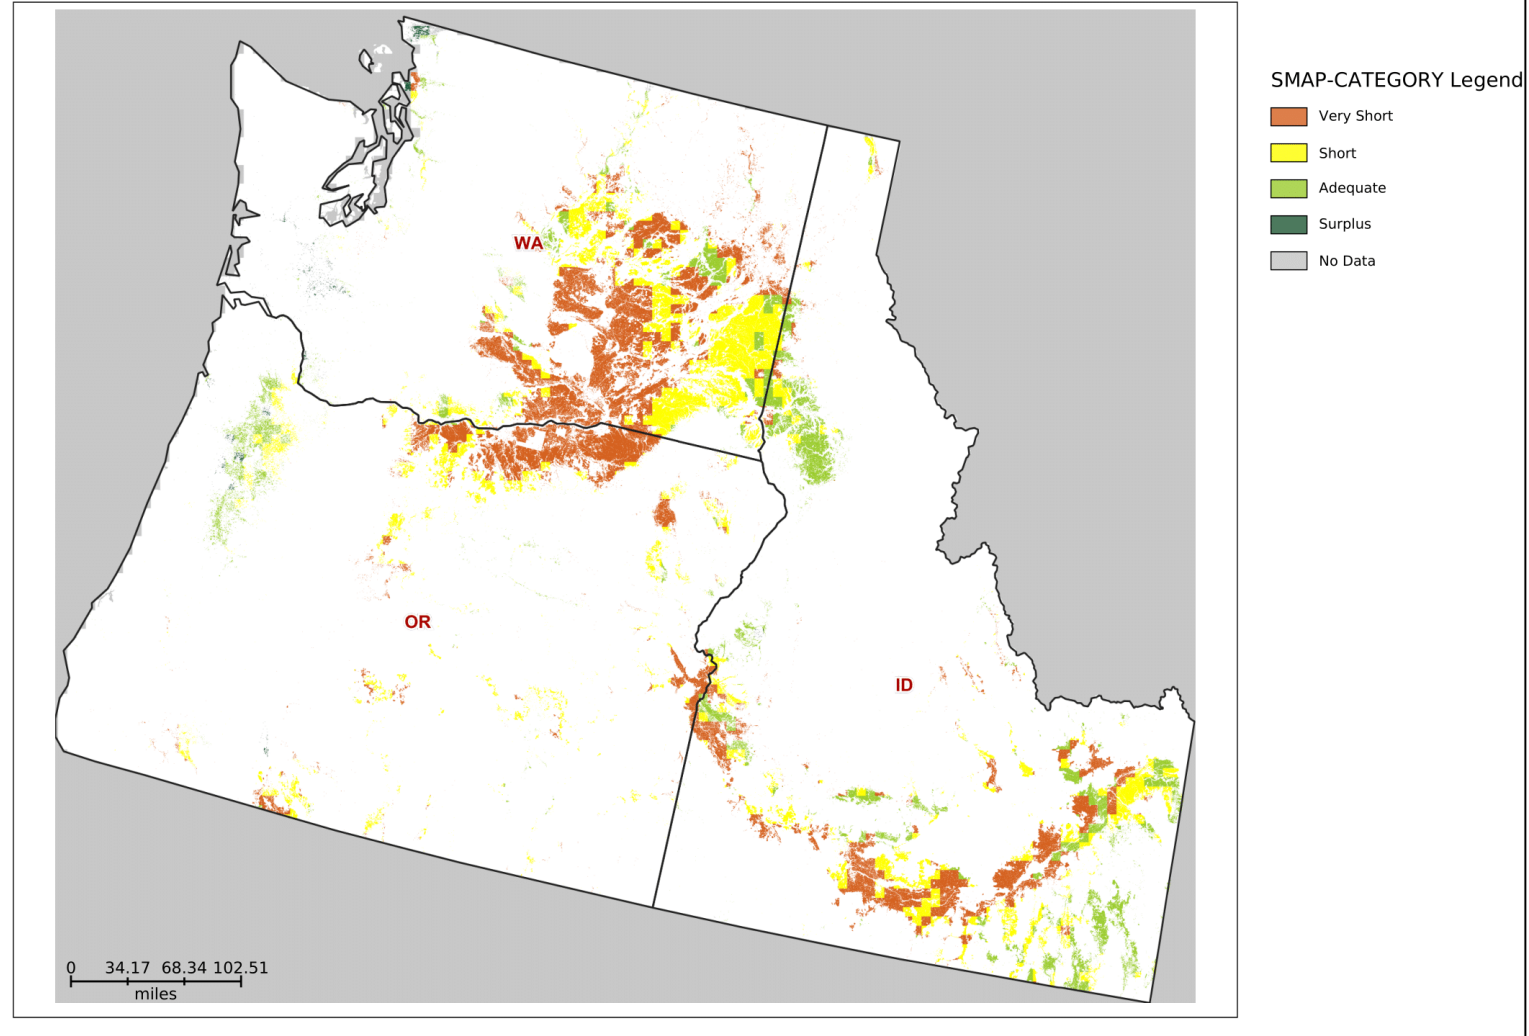 SMAP-CATEGORY Legend
Very Short
Short
Adequate
Surplus
No Data
WA
OR
ID
0 34.17 68.34 102.51
miles